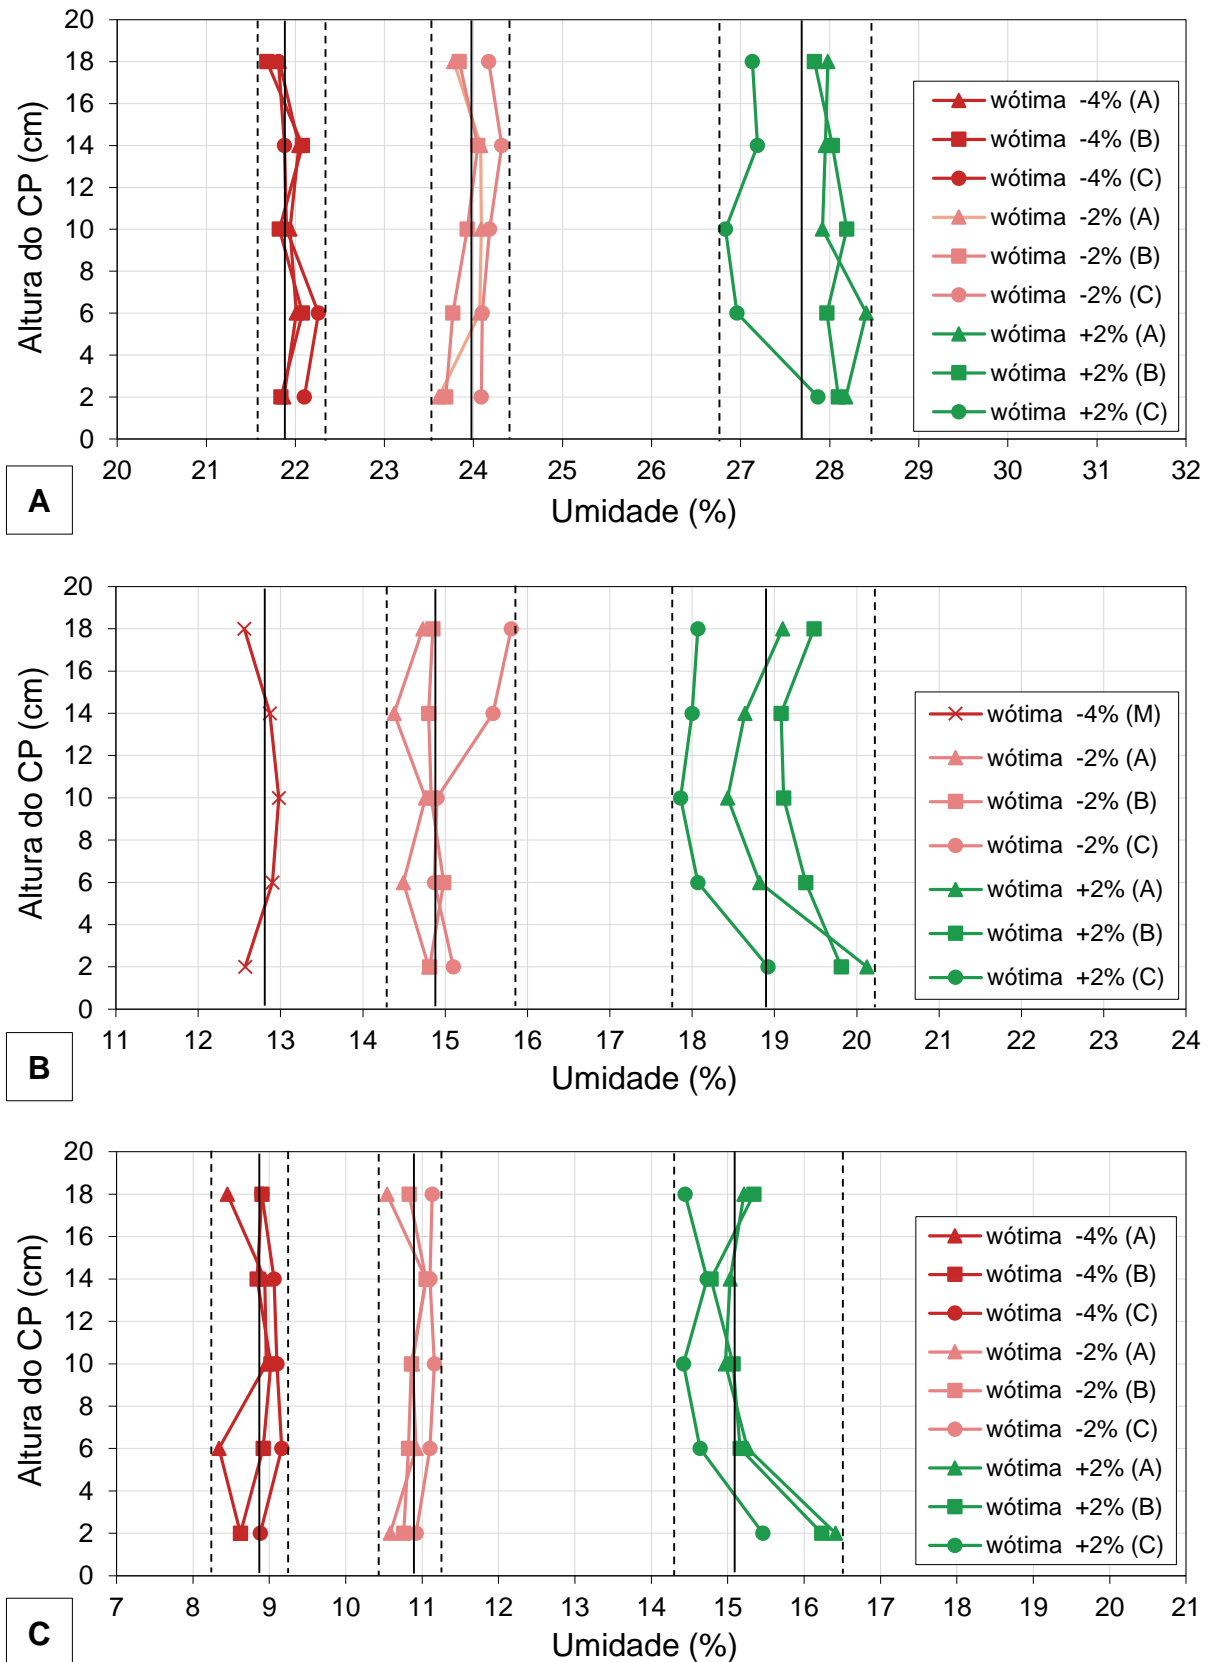 20
18
16
14
12
10
8
6
4
2
0
Altura do CP (cm)
wótima -4% (A)
wótima -4% (B)
wótima -4% (C)
wótima -2% (A)
wótima -2% (B)
wótima -2% (C)
wótima +2% (A)
wótima +2% (B)
wótima +2% (C)
20 21 22 23 24 25 26 27 28 29 30 31 32
Umidade (%)
A
20
18
16
14
12
10
8
6
4
2
0
Altura do CP (cm)
wótima -4% (M)
wótima -2% (A)
wótima -2% (B)
wótima -2% (C)
wótima +2% (A)
wótima +2% (B)
wótima +2% (C)
11 12 13 14 15 16 17 18 19 20 21 22 23 24
Umidade (%)
B
20
18
16
14
12
10
8
6
4
2
0
Altura do CP (cm)
wótima -4% (A)
wótima -4% (B)
wótima -4% (C)
wótima -2% (A)
wótima -2% (B)
wótima -2% (C)
wótima +2% (A)
wótima +2% (B)
wótima +2% (C)
7 8 9 10 11 12 13 14 15 16 17 18 19 20 21
Umidade (%)
C